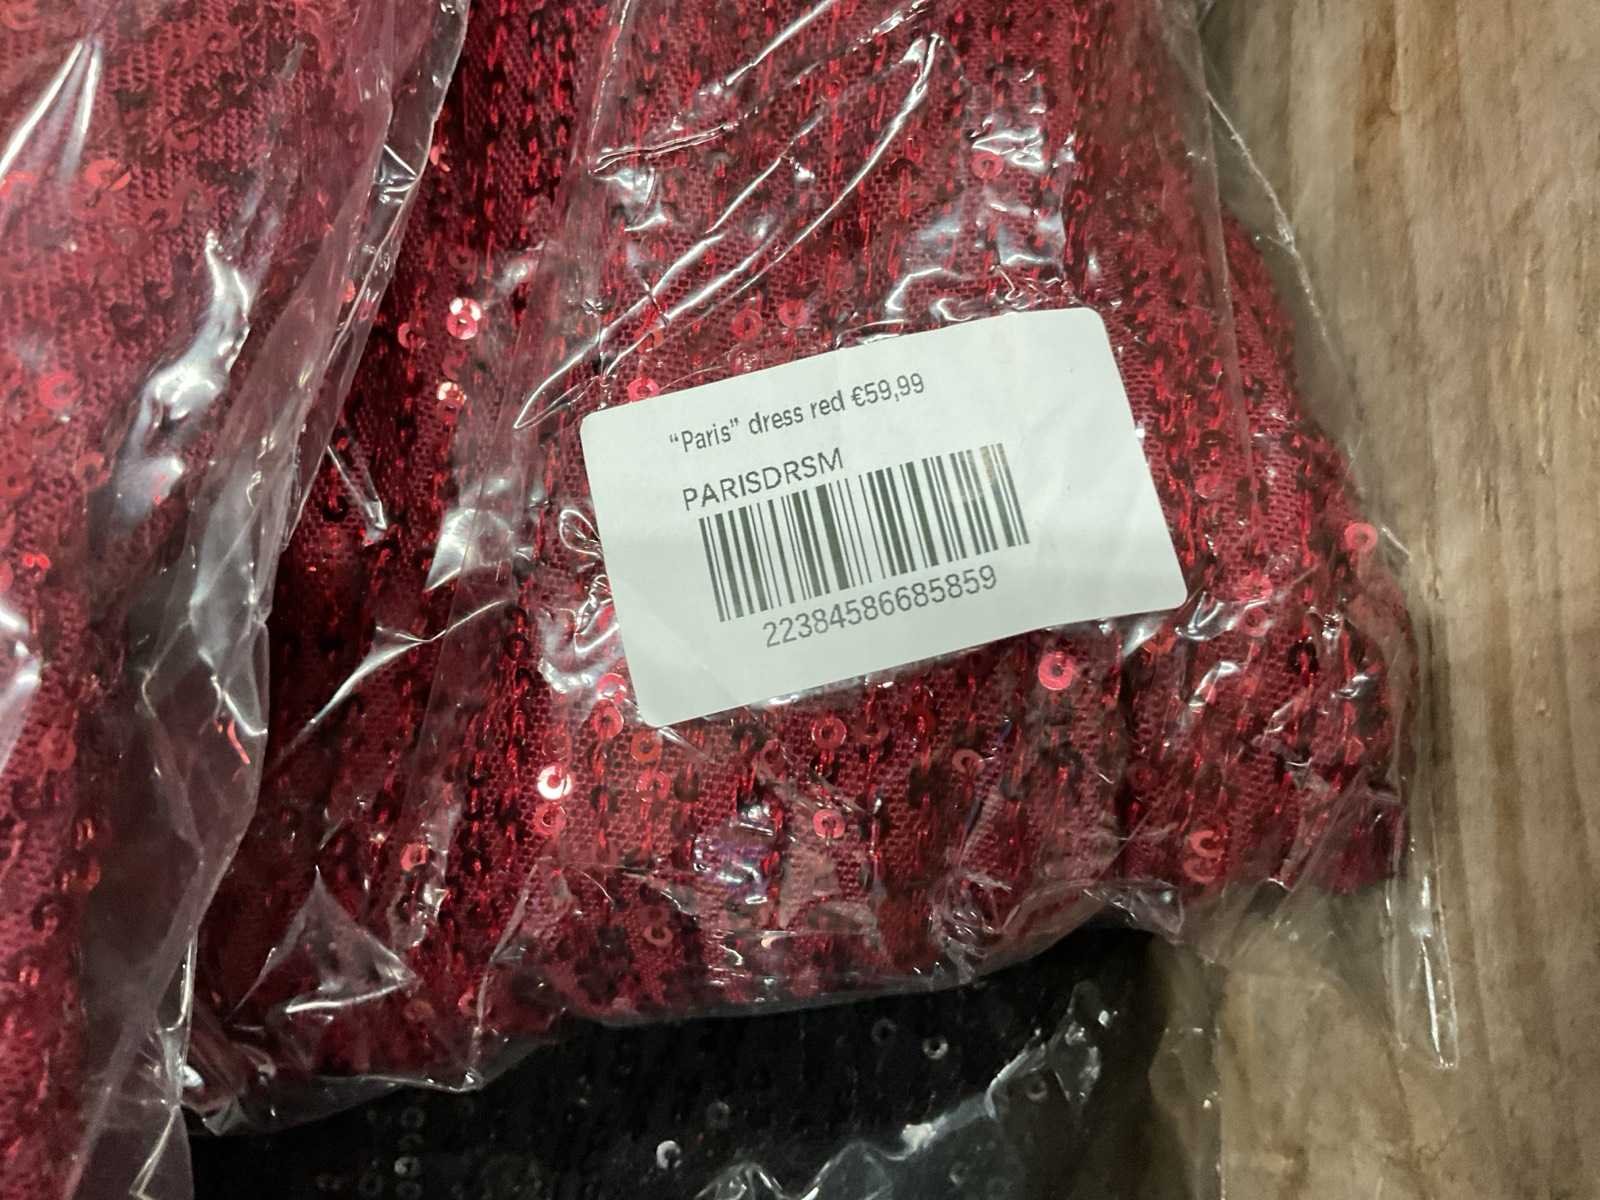 “Paris” dress red €59,99
PARISDRSM
22384586685859